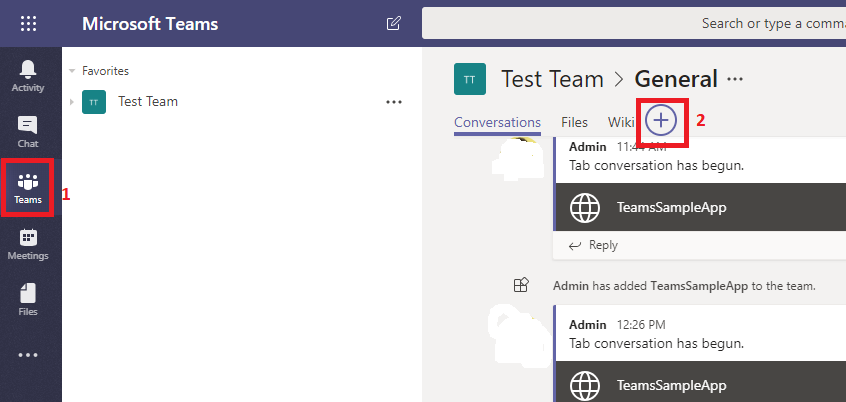 Microsoft Teams
Search or type a comma
Activity
Chat
Teams
1
Meetings
Files
Favorites
TT
Test Team
TT
Test Team > General
Conversations
Files
Wiki
2
Admin 11:44 AM
Tab conversation has begun.
TeamsSampleApp
Reply
Admin has added TeamsSampleApp to the team.
Admin 12:26 PM
Tab conversation has begun.
TeamsSampleApp